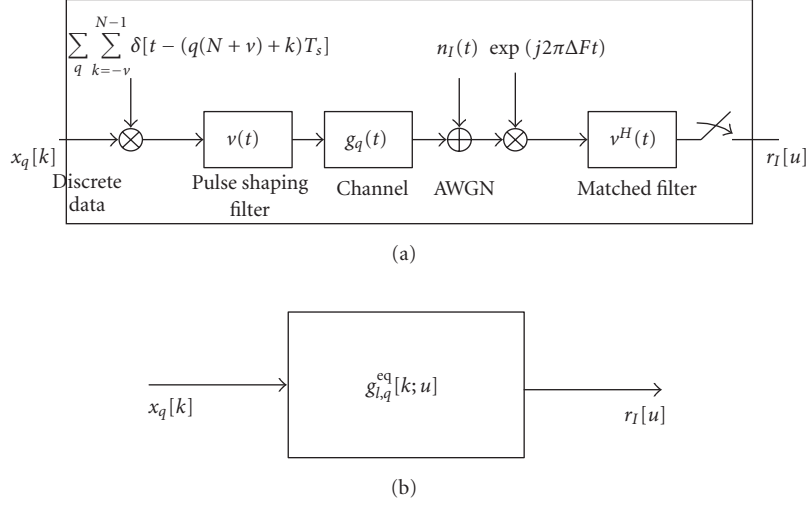 ∑_q ∑_{k=−ν}^{N−1} δ[t − (q(N + ν) + k)T_s]
n_I(t) exp (j2πΔFt)
x_q[k]
ν(t)
g_q(t)
ν^H(t)
r_I[u]
Discrete
data
Pulse shaping
filter
Channel
AWGN
Matched filter
(a)
x_q[k]
g_{l,q}^{eq}[k; u]
r_I[u]
(b)